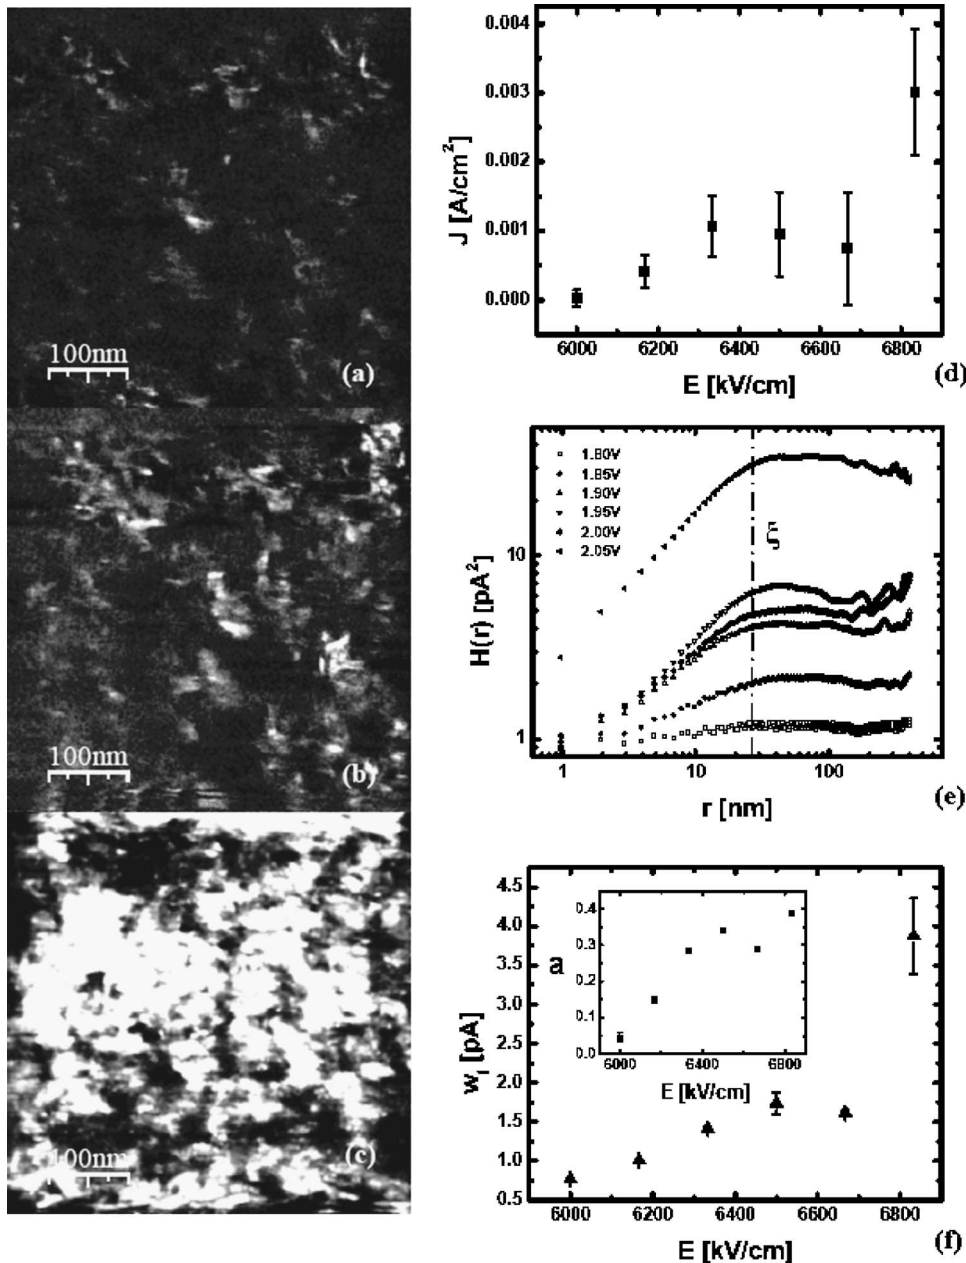 100nm
(a)
100nm
(b)
100nm
(c)
0.004
0.003
0.002
0.001
0.000
J [A/cm²]
6000 6200 6400 6600 6800
E [kV/cm]
(d)
1.80V
1.85V
1.90V
1.95V
2.00V
2.05V
ξ
10
1
H(r) [pA²]
1 10 100
r [nm]
(e)
4.5
4.0
3.5
3.0
2.5
2.0
1.5
1.0
0.5
w_I [pA]
0.4
0.3
0.2
0.1
0.0
a
6000 6400 6800
E [kV/cm]
6000 6200 6400 6600 6800
E [kV/cm]
(f)